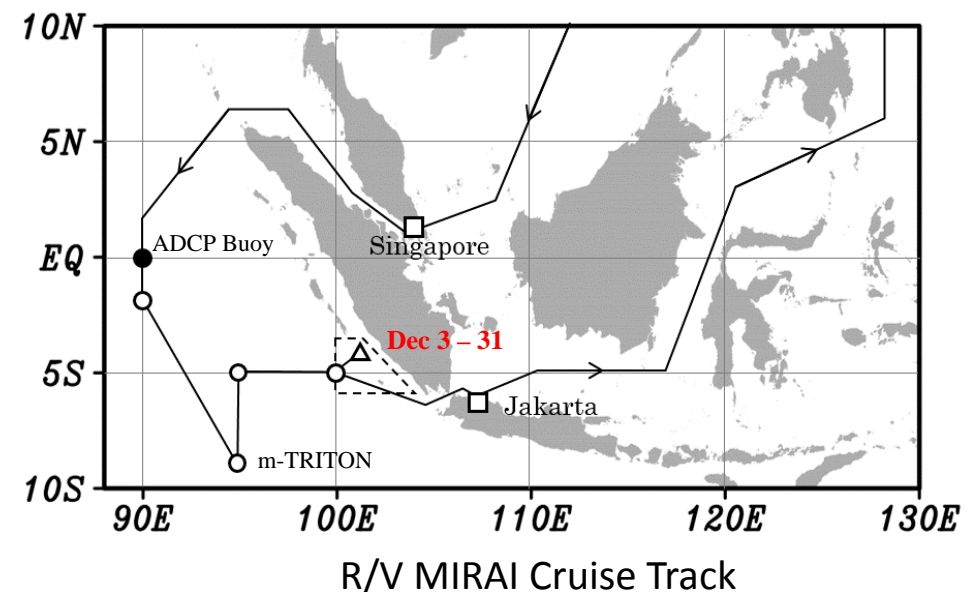 10N
5N
EQ
5S
10S
ADCP Buoy
Singapore
Dec 3 – 31
Jakarta
m-TRITON
90E 100E 110E 120E 130E
R/V MIRAI Cruise Track